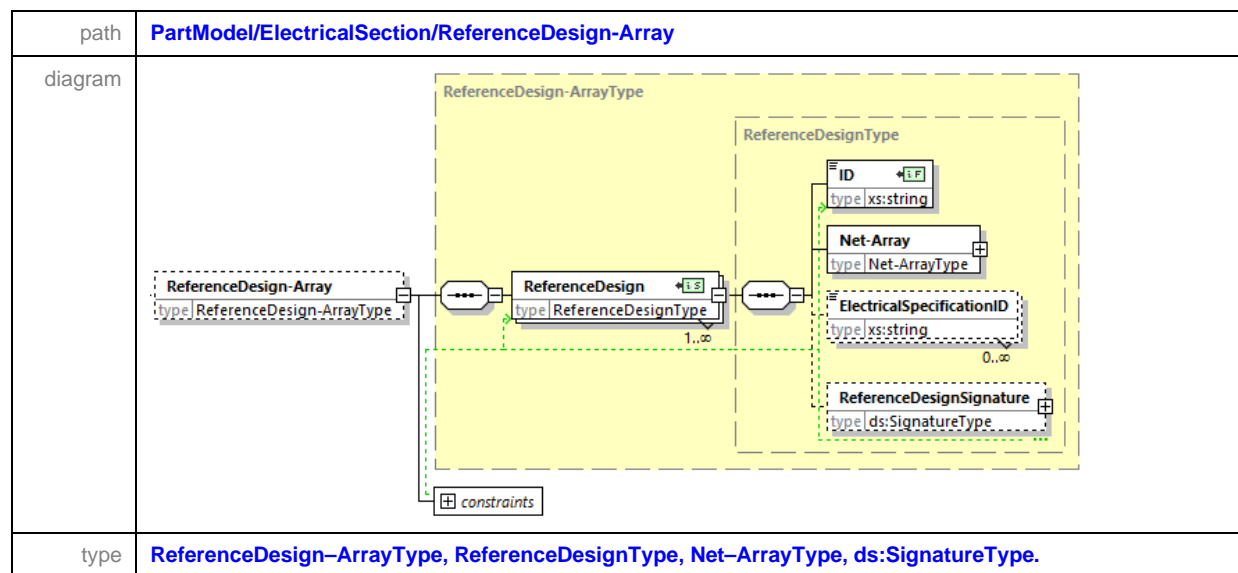 path
PartModel/ElectricalSection/ReferenceDesign-Array
diagram
ReferenceDesign-ArrayType
ReferenceDesignType
ID iF
type xs:string
Net-Array
type Net-ArrayType
ReferenceDesign-Array
type ReferenceDesign-ArrayType
ReferenceDesign iS
type ReferenceDesignType
1..∞
ElectricalSpecificationID
type xs:string
0..∞
ReferenceDesignSignature
type ds:SignatureType
constraints
type
ReferenceDesign–ArrayType, ReferenceDesignType, Net–ArrayType, ds:SignatureType.